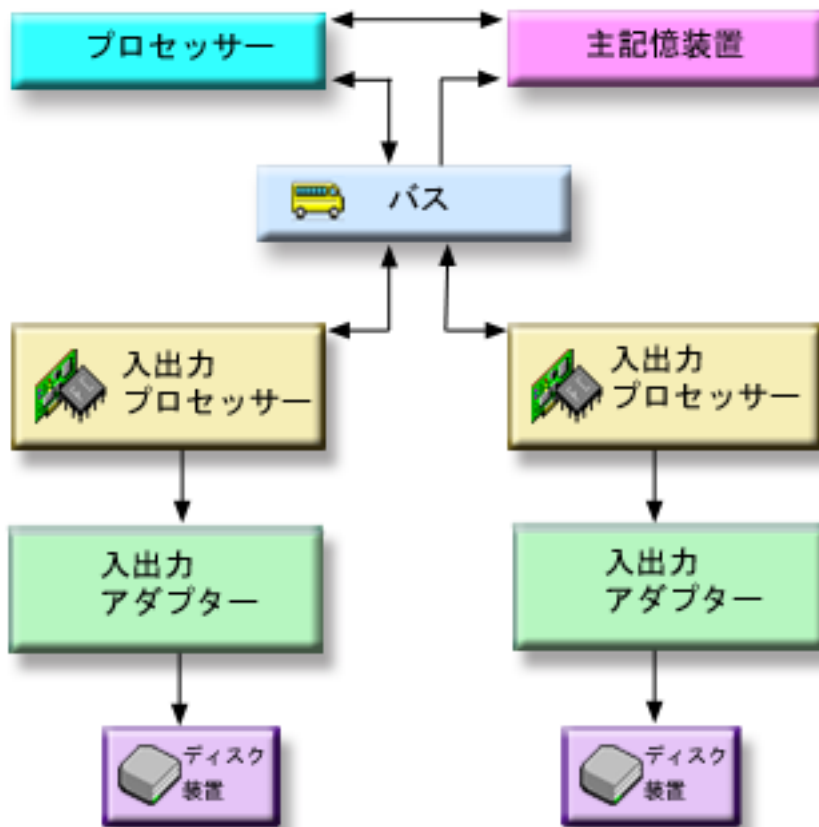 プロセッサー
主記憶装置
バス
入出力
プロセッサー
入出力
プロセッサー
入出力
アダプター
入出力
アダプター
ディスク
装置
ディスク
装置